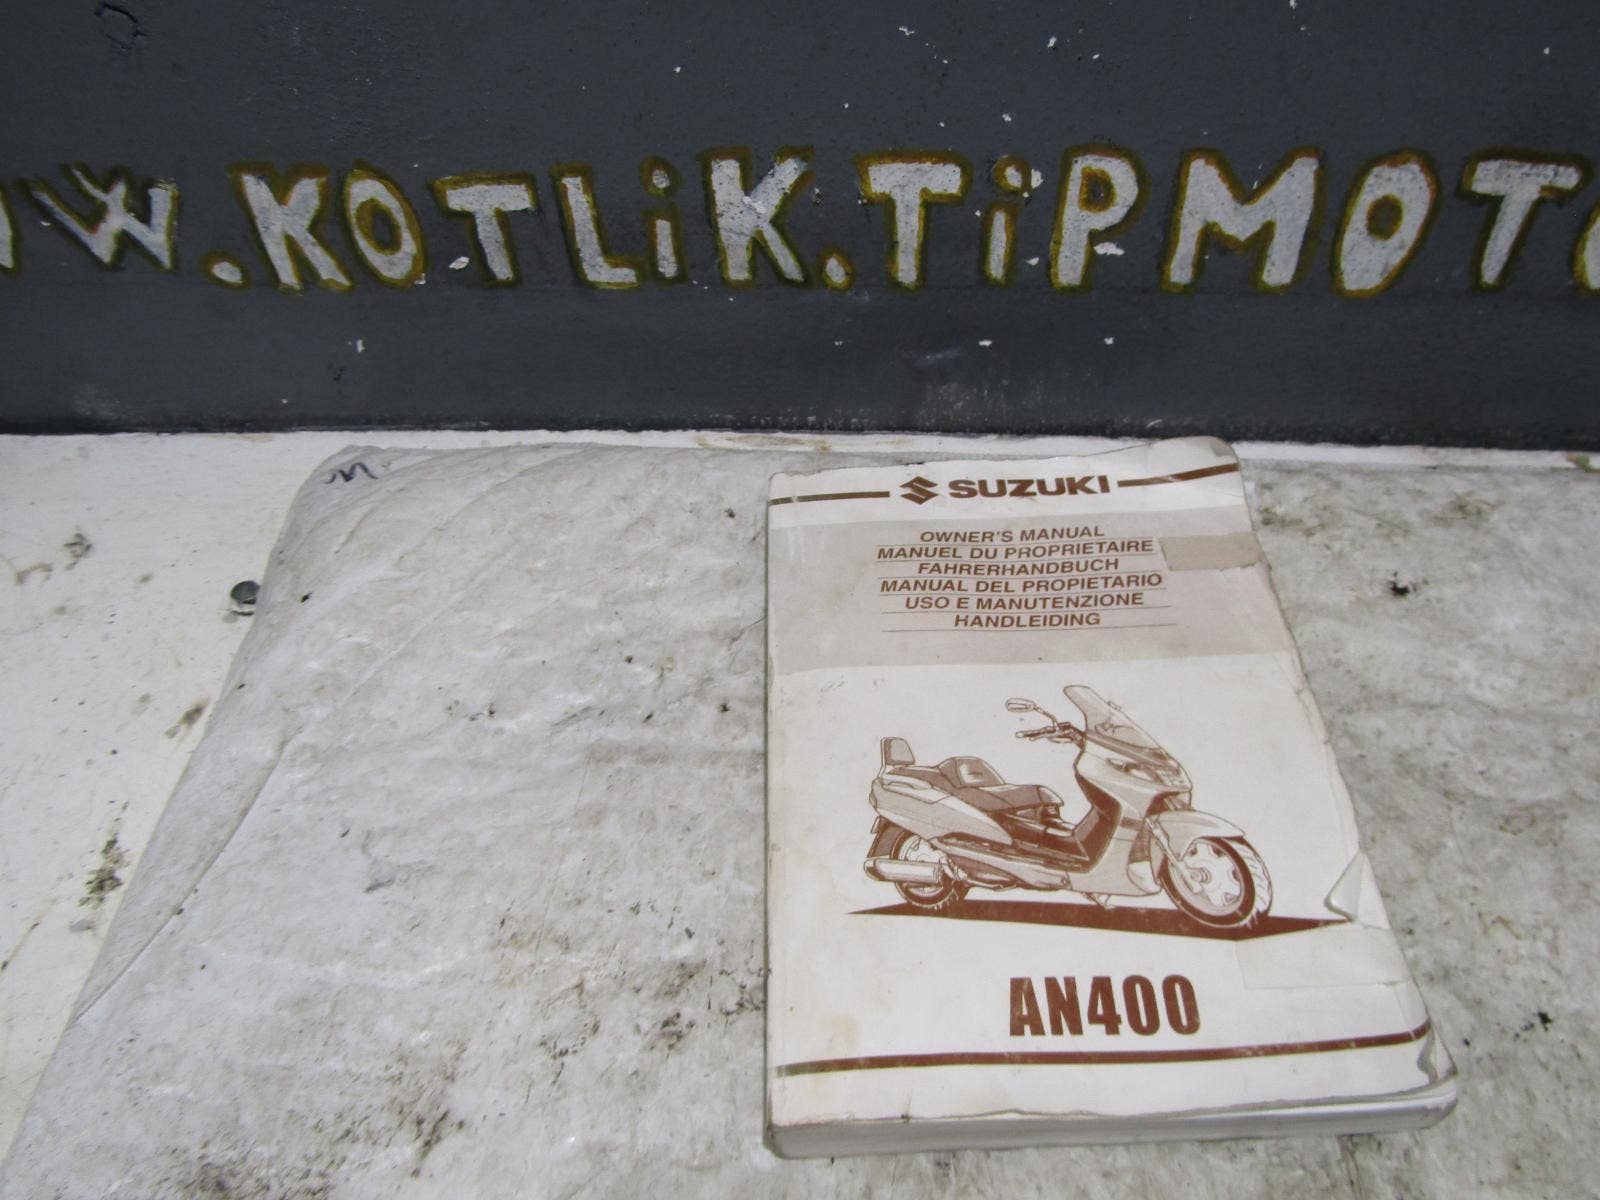 W.KOTLiK.TiPMOT
SUZUKI
OWNER'S MANUAL
MANUEL DU PROPRIETAIRE
FAHRERHANDBUCH
MANUAL DEL PROPIETARIO
USO E MANUTENZIONE
HANDLEIDING
AN400